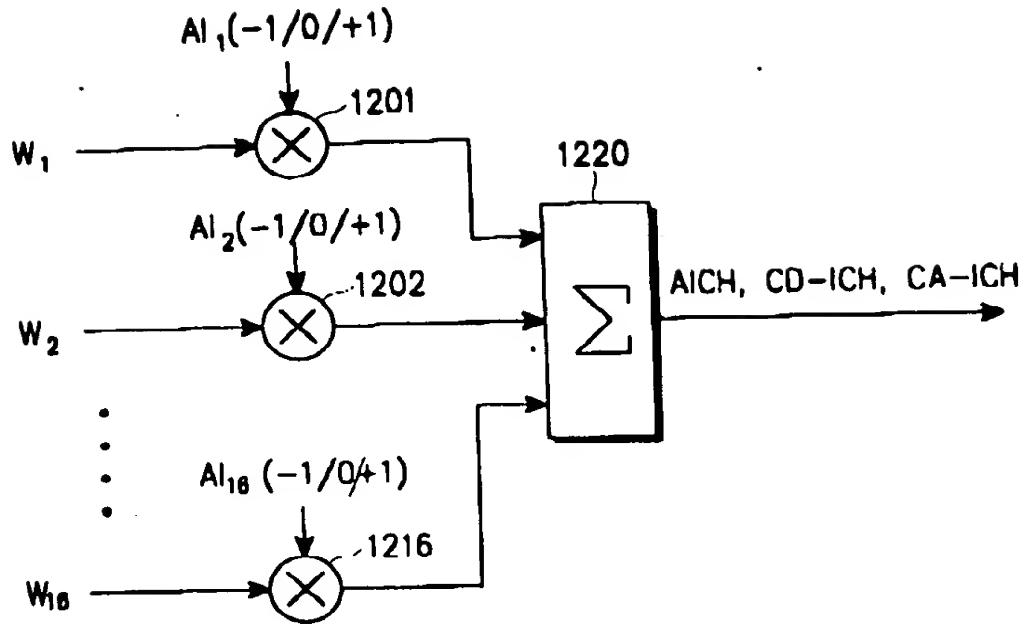 AI₁(-1/0/+1)
1201
W₁
1220
AI₂(-1/0/+1)
1202
AICH, CD-ICH, CA-ICH
W₂
Σ
AI₁₆(-1/0/+1)
1216
W₁₆